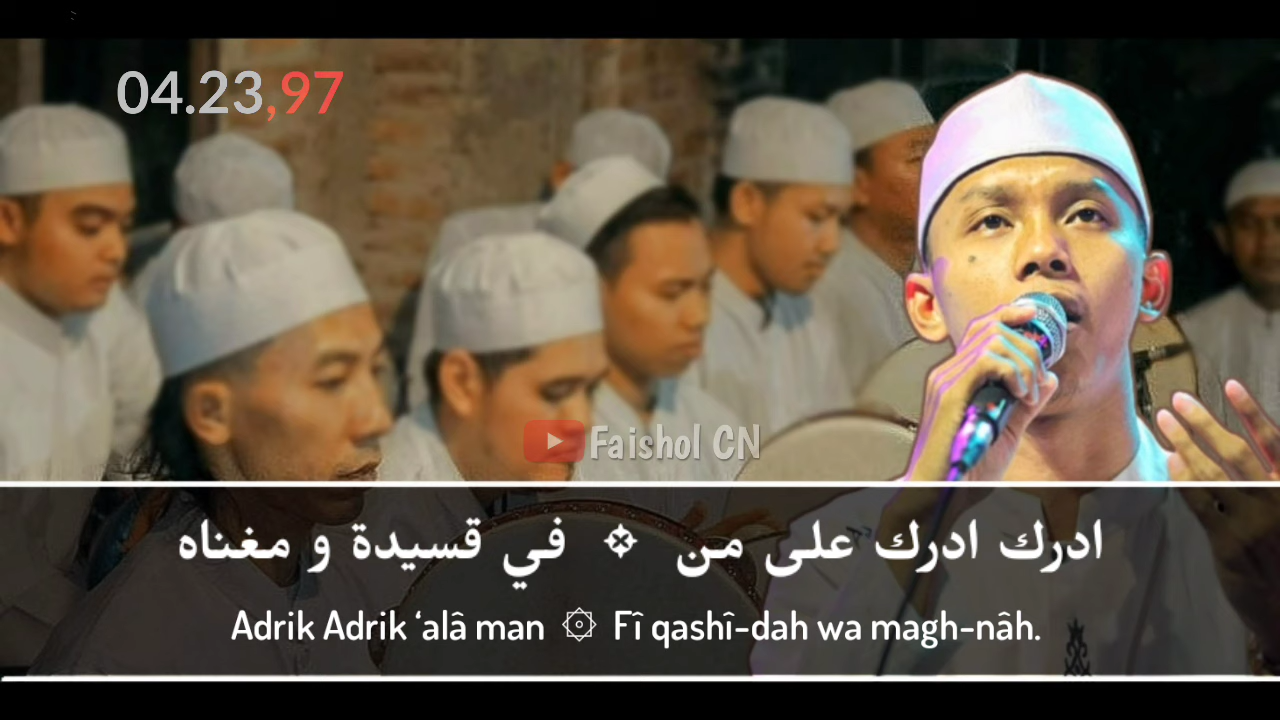 04.23,97
Faishol CN
ادرك ادرك على من ۞ في قسيدة و مغناه
Adrik Adrik ‘alâ man ۞ Fî qashî-dah wa magh-nâh.